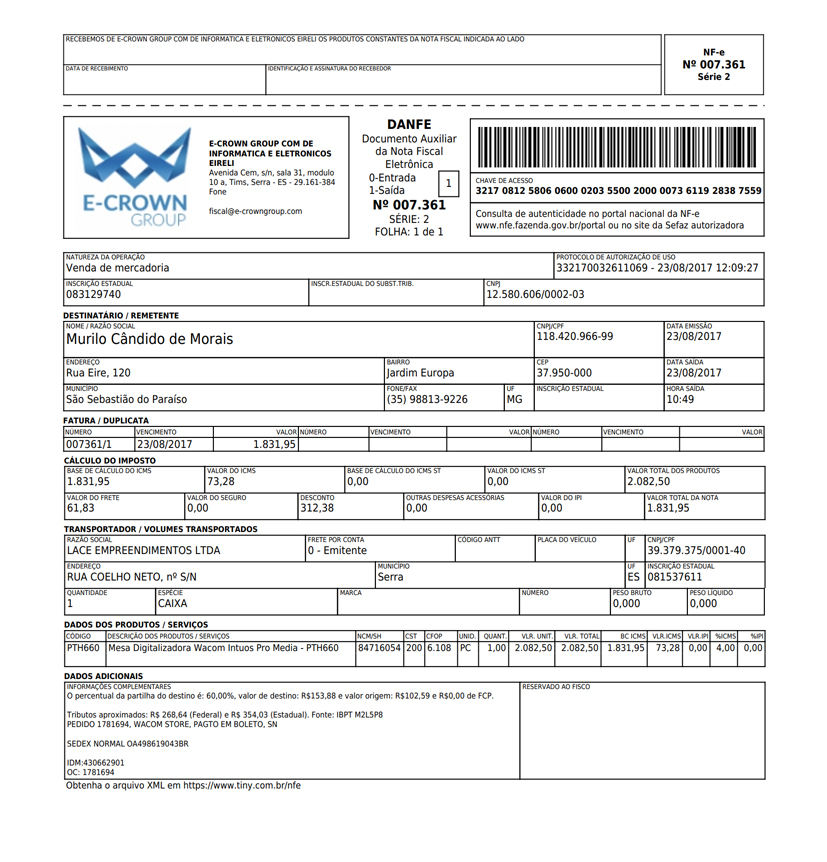 RECEBEMOS DE E-CROWN GROUP COM DE INFORMATICA E ELETRONICOS EIRELI OS PRODUTOS CONSTANTES DA NOTA FISCAL INDICADA AO LADO
DATA DE RECEBIMENTO
IDENTIFICAÇÃO E ASSINATURA DO RECEBEDOR
NF-e
Nº 007.361
Série 2
E-CROWN
GROUP
E-CROWN GROUP COM DE
INFORMATICA E ELETRONICOS
EIRELI
Avenida Cem, s/n, sala 31, modulo
10 a, Tims, Serra - ES - 29.161-384
Fone
fiscal@e-crowngroup.com
DANFE
Documento Auxiliar
da Nota Fiscal
Eletrônica
0-Entrada
1-Saída
1
Nº 007.361
SÉRIE: 2
FOLHA: 1 de 1
CHAVE DE ACESSO
3217 0812 5806 0600 0203 5500 2000 0073 6119 2838 7559
Consulta de autenticidade no portal nacional da NF-e
www.nfe.fazenda.gov.br/portal ou no site da Sefaz autorizadora
NATUREZA DA OPERAÇÃO PROTOCOLO DE AUTORIZAÇÃO DE USO
Venda de mercadoria 332170032611069 - 23/08/2017 12:09:27
INSCRIÇÃO ESTADUAL INSCR.ESTADUAL DO SUBST.TRIB. CNPJ
083129740 12.580.606/0002-03
DESTINATÁRIO / REMETENTE
NOME / RAZÃO SOCIAL CNPJ/CPF DATA EMISSÃO
Murilo Cândido de Morais 118.420.966-99 23/08/2017
ENDEREÇO BAIRRO CEP DATA SAÍDA
Rua Eire, 120 Jardim Europa 37.950-000 23/08/2017
MUNICÍPIO FONE/FAX UF INSCRIÇÃO ESTADUAL HORA SAÍDA
São Sebastião do Paraíso (35) 98813-9226 MG 10:49
FATURA / DUPLICATA
NÚMERO VENCIMENTO VALOR NÚMERO VENCIMENTO VALOR NÚMERO VENCIMENTO VALOR
007361/1 23/08/2017 1.831,95
CÁLCULO DO IMPOSTO
BASE DE CÁLCULO DO ICMS VALOR DO ICMS BASE DE CÁLCULO DO ICMS ST VALOR DO ICMS ST VALOR TOTAL DOS PRODUTOS
1.831,95 73,28 0,00 0,00 2.082,50
VALOR DO FRETE VALOR DO SEGURO DESCONTO OUTRAS DESPESAS ACESSÓRIAS VALOR DO IPI VALOR TOTAL DA NOTA
61,83 0,00 312,38 0,00 0,00 1.831,95
TRANSPORTADOR / VOLUMES TRANSPORTADOS
RAZÃO SOCIAL FRETE POR CONTA CÓDIGO ANTT PLACA DO VEÍCULO UF CNPJ/CPF
LACE EMPREENDIMENTOS LTDA 0 - Emitente 39.379.375/0001-40
ENDEREÇO MUNICÍPIO UF INSCRIÇÃO ESTADUAL
RUA COELHO NETO, nº S/N Serra ES 081537611
QUANTIDADE ESPÉCIE MARCA NÚMERO PESO BRUTO PESO LÍQUIDO
1 CAIXA 0,000 0,000
DADOS DOS PRODUTOS / SERVIÇOS
CÓDIGO DESCRIÇÃO DOS PRODUTOS / SERVIÇOS NCM/SH CST CFOP UNID. QUANT. VLR. UNIT. VLR. TOTAL BC ICMS VLR.ICMS VLR.IPI %ICMS %IPI
PTH660 Mesa Digitalizadora Wacom Intuos Pro Media - PTH660 84716054 200 6.108 PC 1,00 2.082,50 2.082,50 1.831,95 73,28 0,00 4,00 0,00
DADOS ADICIONAIS
INFORMAÇÕES COMPLEMENTARES RESERVADO AO FISCO
O percentual da partilha do destino é: 60,00%, valor de destino: R$153,88 e valor origem: R$102,59 e R$0,00 de FCP.
Tributos aproximados: R$ 268,64 (Federal) e R$ 354,03 (Estadual). Fonte: IBPT M2L5P8
PEDIDO 1781694, WACOM STORE, PAGTO EM BOLETO, SN
SEDEX NORMAL OA498619043BR
IDM:430662901
OC: 1781694
Obtenha o arquivo XML em https://www.tiny.com.br/nfe